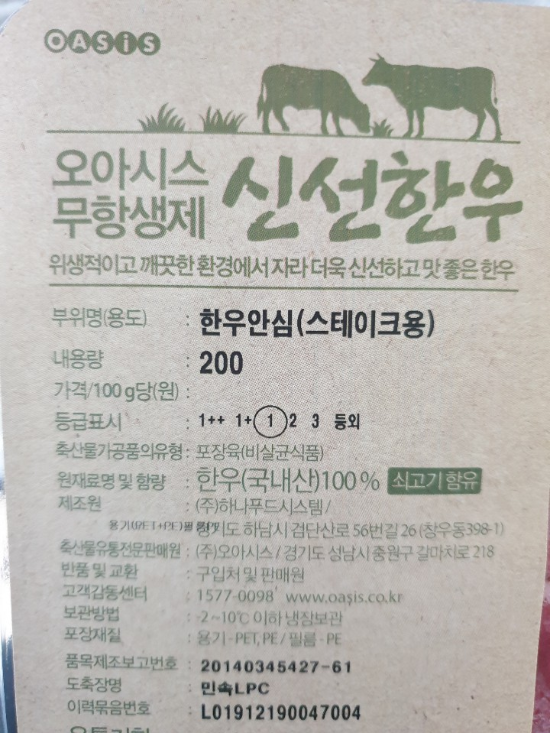 OASIS
오아시스
무항생제
신선한우
위생적이고 깨끗한 환경에서 자라 더욱 신선하고 맛 좋은 한우
부위명(용도) : 한우안심(스테이크용)
내용량 : 200
가격/100g당(원) :
등급표시 : 1++ 1+ 1 2 3 등외
축산물가공품의유형 : 포장육(비살균식품)
원재료명 및 함량 : 한우(국내산)100% 쇠고기 함유
제조원 : (주)하나푸드시스템/
경기도 하남시 검단산로 56번길 26 (창우동398-1)
축산물유통전문판매원 : (주)오아시스 / 경기도 성남시 중원구 갈마치로 218
반품 및 교환 : 구입처 및 판매원
고객감동센터 : 1577-0098 www.oasis.co.kr
보관방법 : -2~10℃ 이하 냉장보관
포장재질 : 용기 - PET, PE / 필름 - PE
품목제조보고번호 : 20140345427-61
도축장명 : 민속LPC
이력묶음번호 : L01912190047004